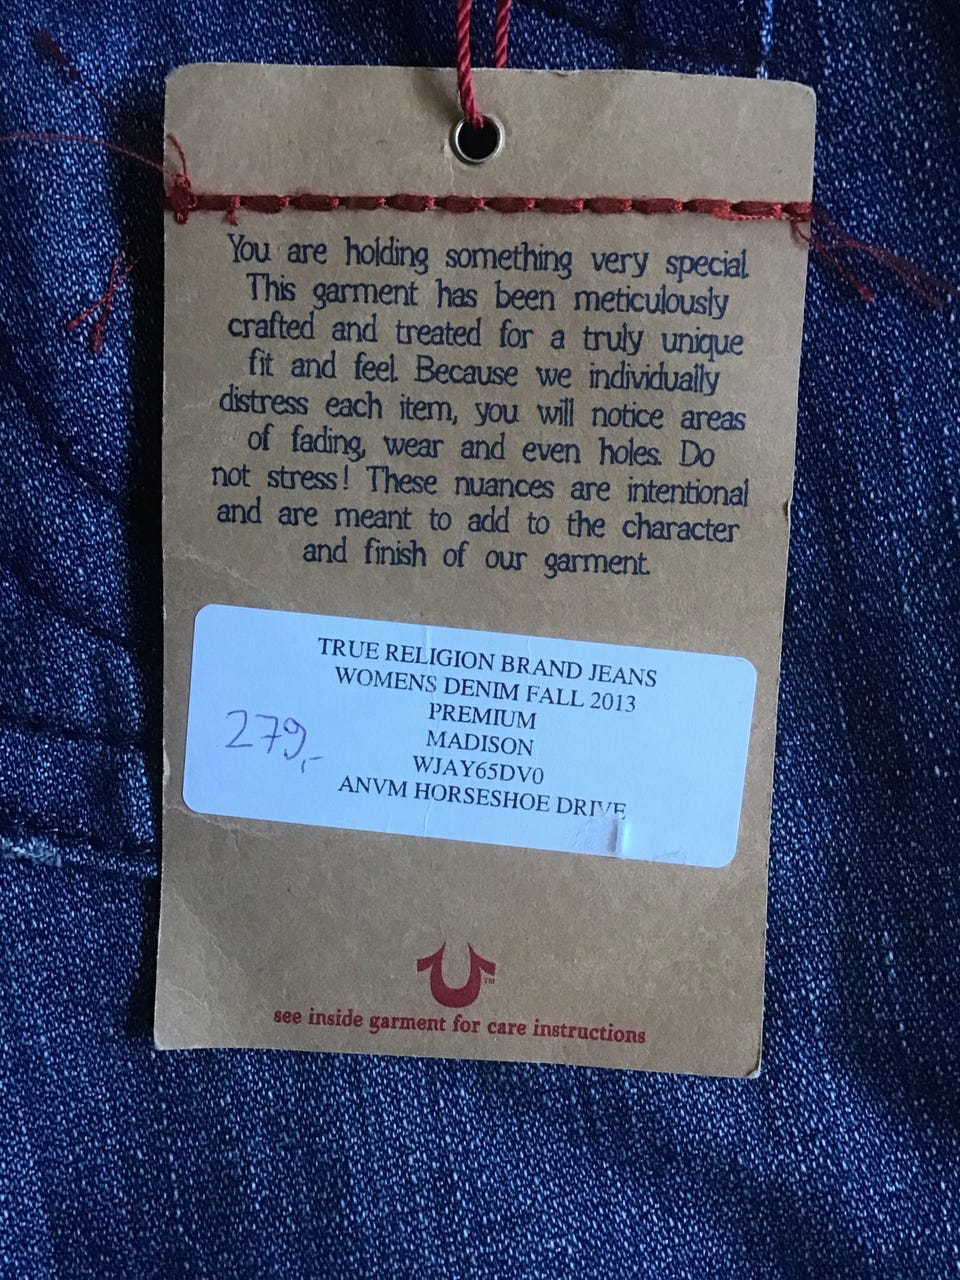 You are holding something very special
This garment has been meticulously
crafted and treated for a truly unique
fit and feel. Because we individually
distress each item, you will notice areas
of fading, wear and even holes. Do
not stress! These nuances are intentional
and are meant to add to the character
and finish of our garment.
TRUE RELIGION BRAND JEANS
WOMENS DENIM FALL 2013
PREMIUM
279,-
MADISON
WJAY65DV0
ANVM HORSESHOE DRIVE
TM
see inside garment for care instructions